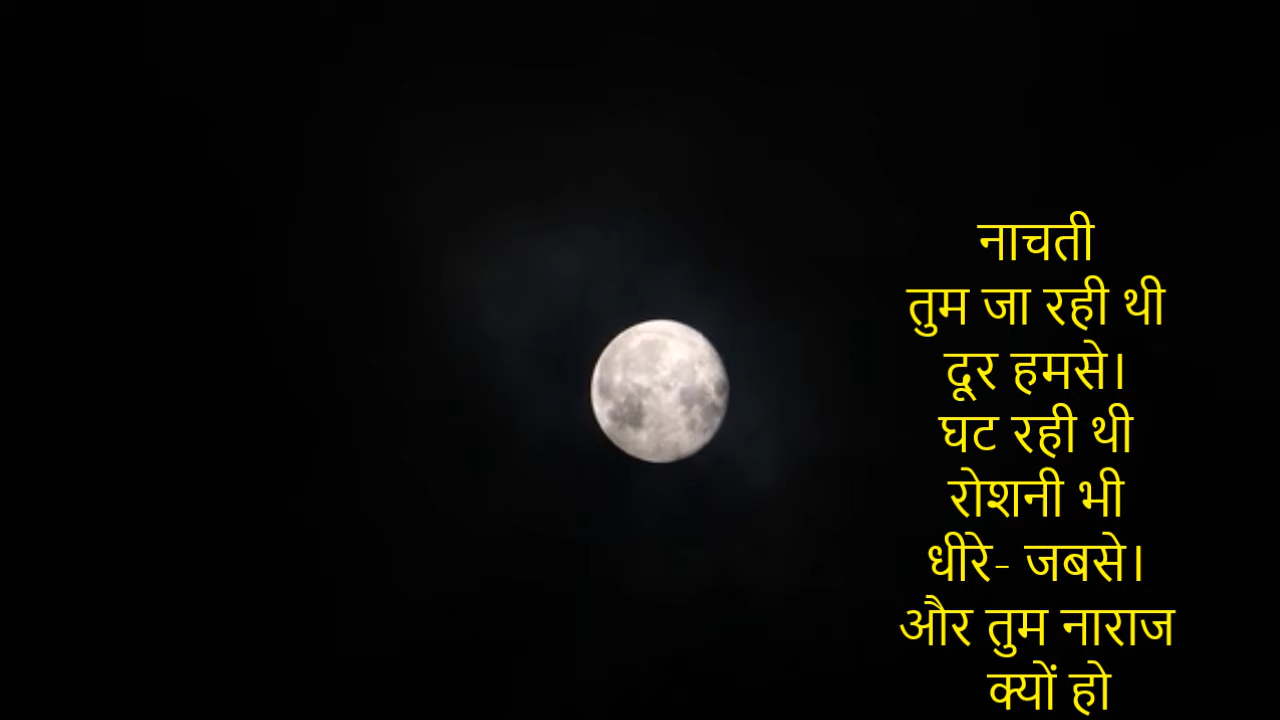 नाचती
तुम जा रही थी
दूर हमसे।
घट रही थी
रोशनी भी
धीरे- जबसे।
और तुम नाराज
क्यों हो